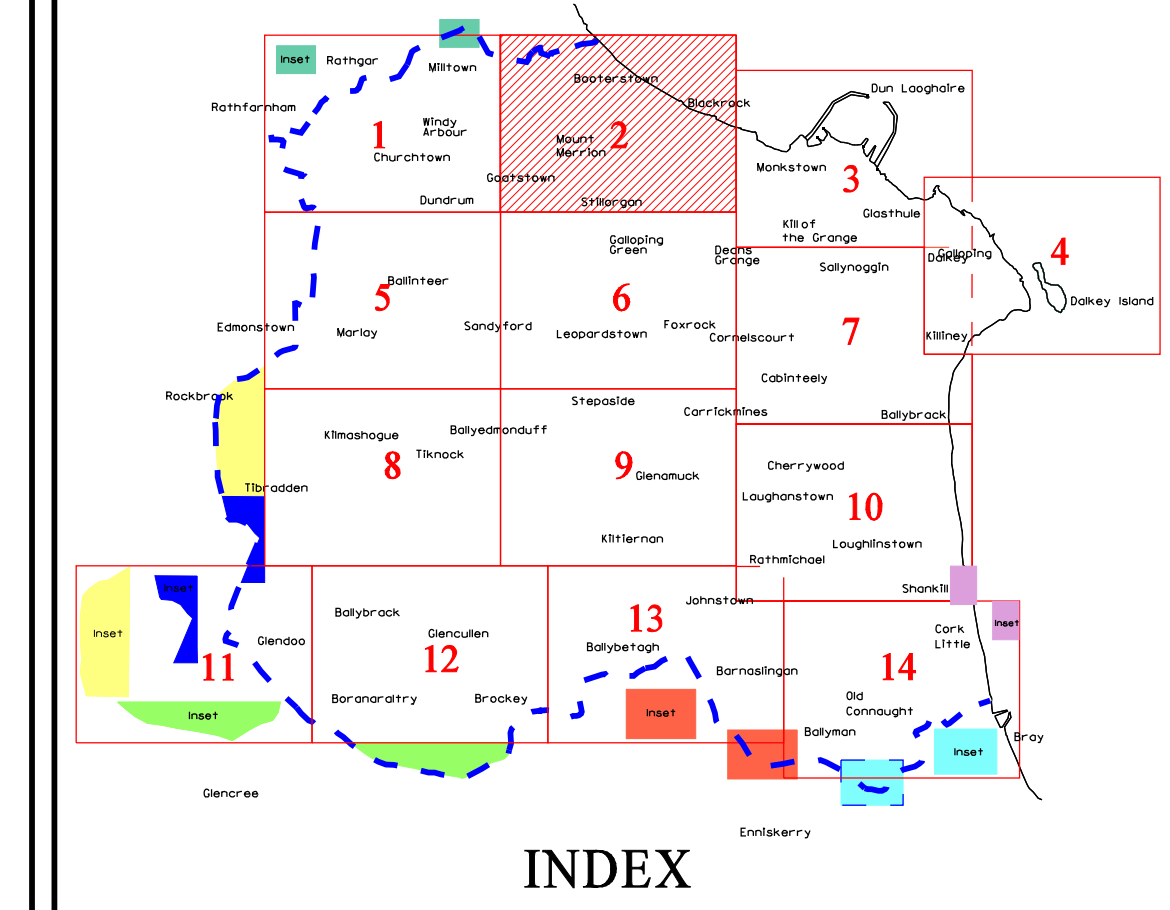 Inset
Rathgar
Milltown
Rathfarnham
Windy
Arbour
1
Churchtown
Dundrum
Booterstown
Blackrock
Mount
Merrion
2
Goatstown
Stillorgan
Dun Laoghaire
Monkstown
3
Glasthule
Kill of
the Grange
Deans
Grange
Sallynoggin
Galloping
Dalkey
4
Dalkey Island
Killiney
Galloping
Green
Ballinteer
5
6
Edmonstown
Marlay
Sandyford
Leopardstown
Foxrock
Cornelscourt
7
Cabinteely
Rockbrook
Stepaside
Carrickmines
Ballybrack
Kilmashogue
Ballyedmonduff
Tiknock
8
9
Glenamuck
Cherrywood
Laughanstown
10
Tibradden
Kiltiernan
Loughlinstown
Rathmichael
Shankill
Inset
Inset
Glendoo
11
Inset
Ballybrack
Glencullen
12
Boranaraltry
Brockey
Johnstown
13
Ballybetagh
Barnaslingan
Inset
Inset
Cork
Little
14
Old
Connaught
Ballyman
Inset
Bray
Glencree
Enniskerry
INDEX